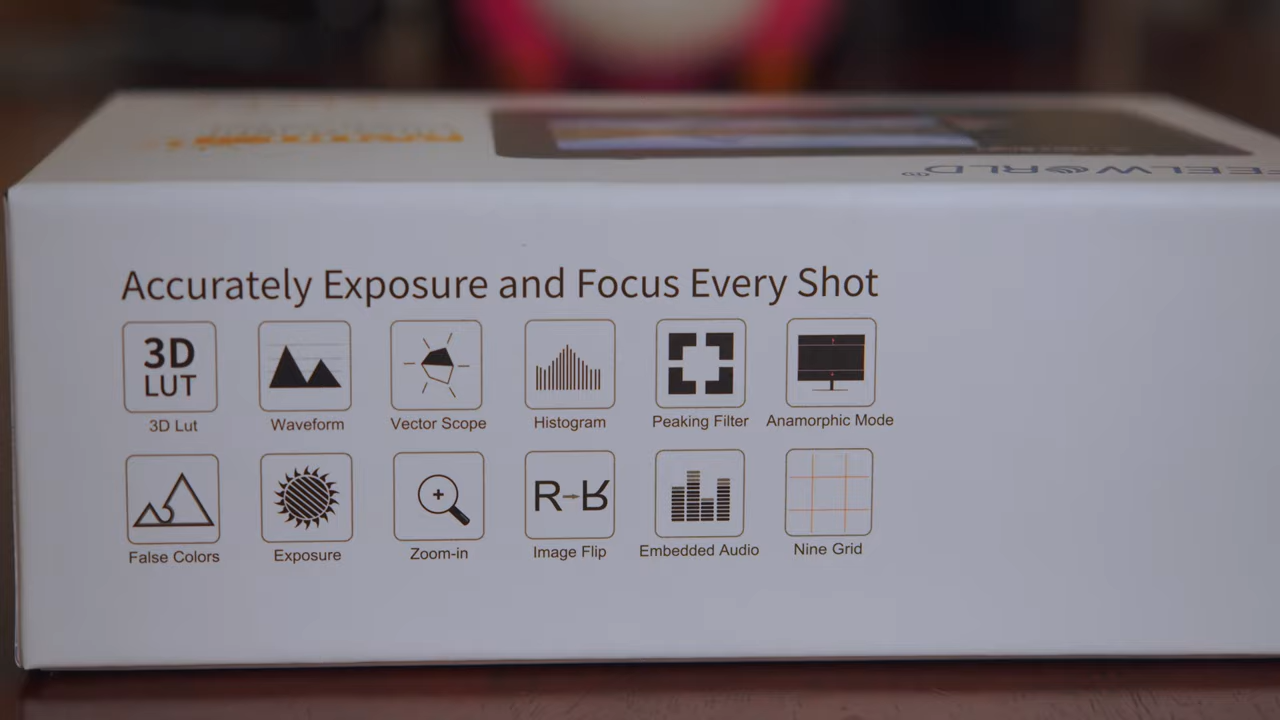 FEELWORLD®
Accurately Exposure and Focus Every Shot
3D
LUT
3D Lut
Waveform
Vector Scope
Histogram
Peaking Filter
Anamorphic Mode
R→R
False Colors
Exposure
Zoom-in
Image Flip
Embedded Audio
Nine Grid